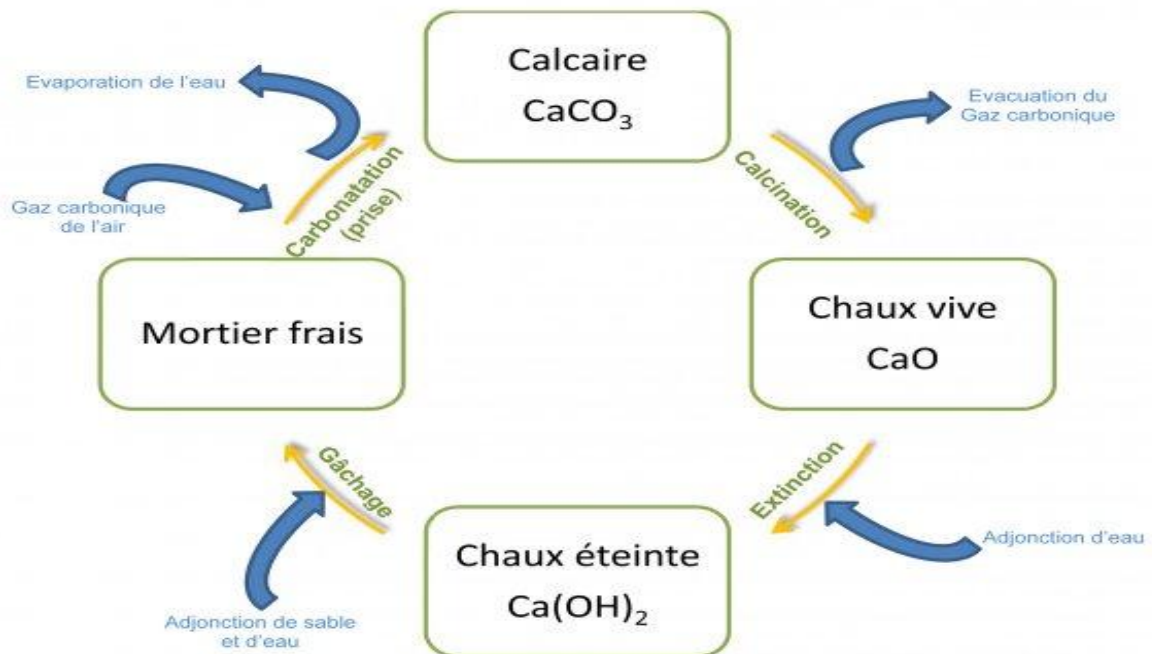 Calcaire
CaCO₃
Evaporation de l'eau
Evacuation du
Gaz carbonique
Gaz carbonique
de l'air
Carbonatation
(prise)
Calcination
Mortier frais
Chaux vive
CaO
Gâchage
Extinction
Chaux éteinte
Ca(OH)₂
Adjonction d'eau
Adjonction de sable
et d'eau